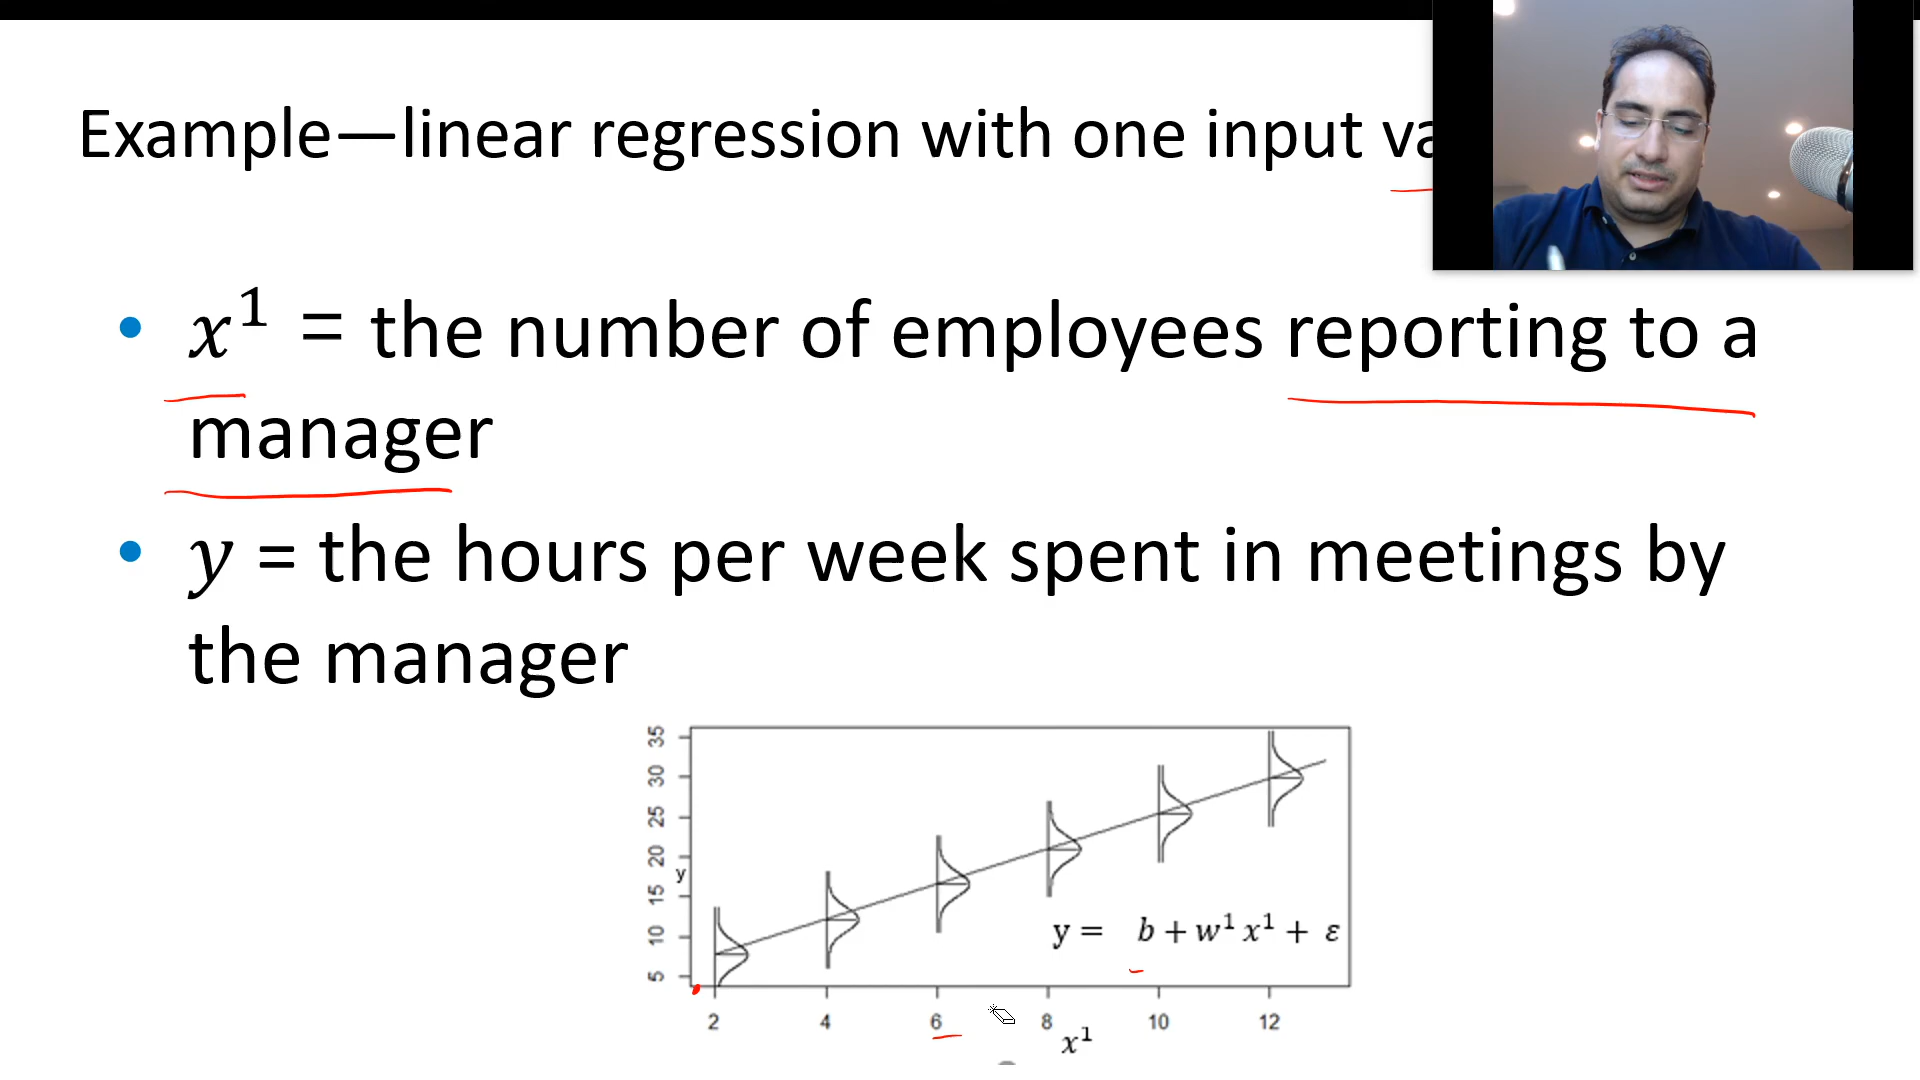 Example—linear regression with one input va
• x¹ = the number of employees reporting to a
manager
• y = the hours per week spent in meetings by
the manager
35
30
25
20
y
15
10
5
y = b + w¹ x¹ + ε
2 4 6 8 10 12
x¹